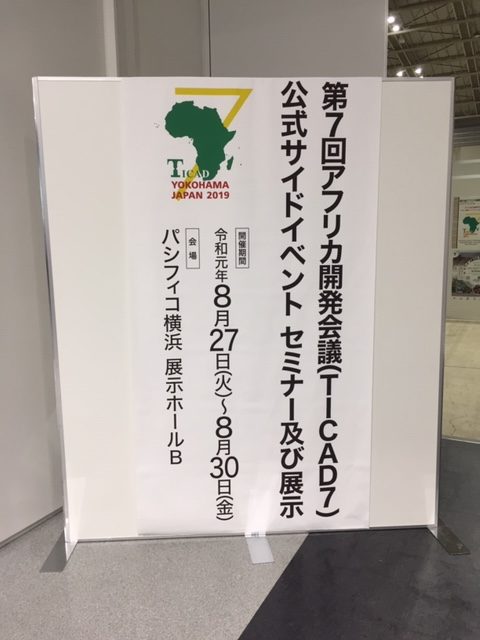 第7回アフリカ開発会議(TICAD7)
公式サイドイベント セミナー及び展示
7
TICAD
YOKOHAMA
JAPAN 2019
開催期間
令和元年8月27日(火)～8月30日(金)
会場
パシフィコ横浜 展示ホールB